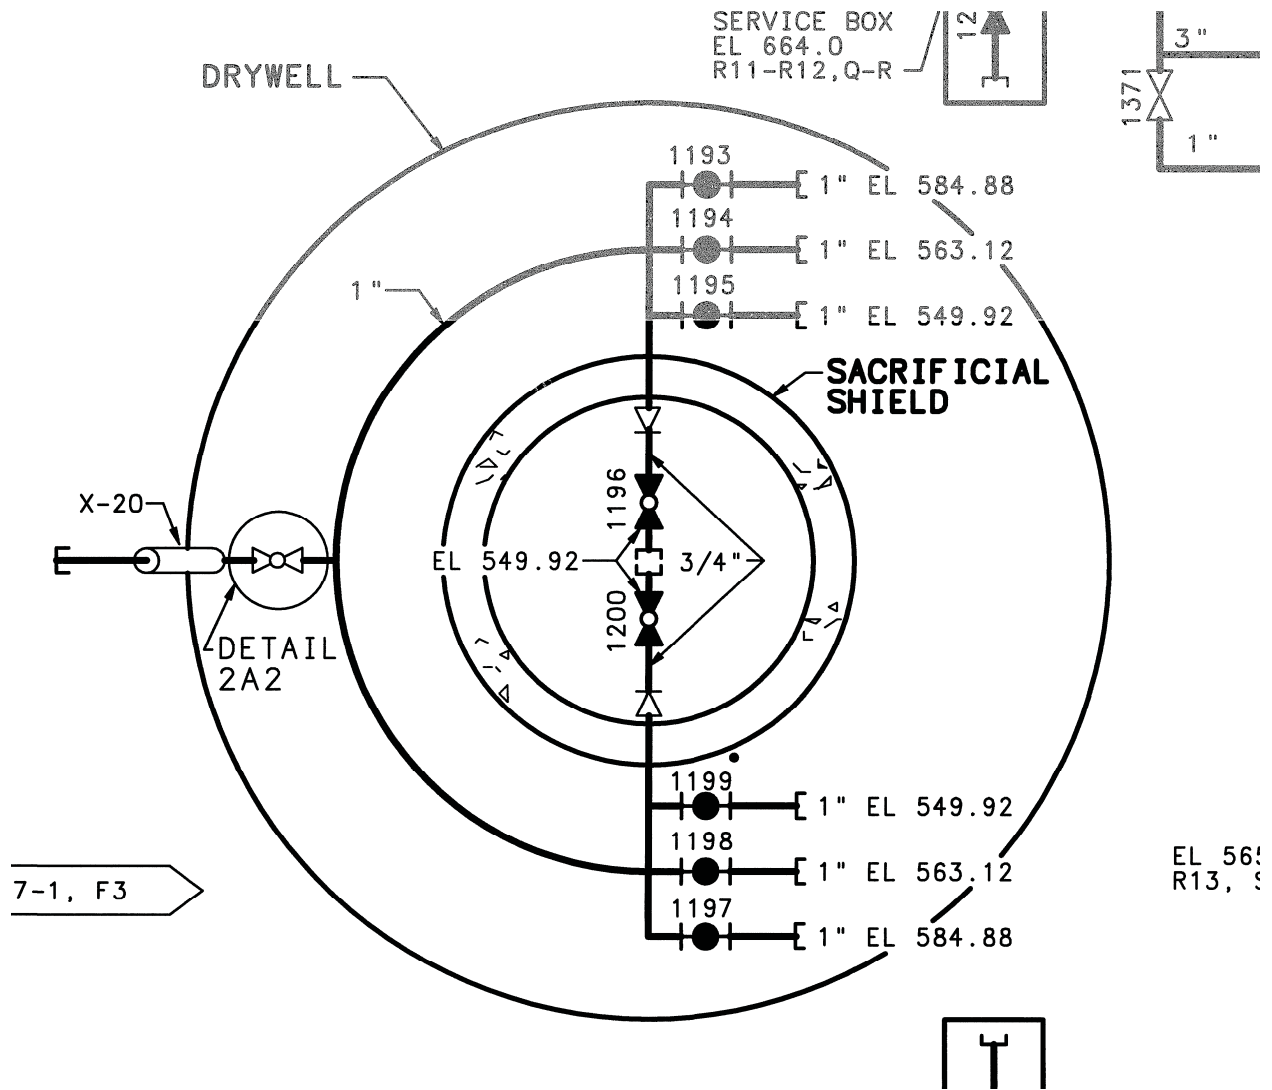 SERVICE BOX
EL 664.0
R11-R12,Q-R
12
3"
1371
1"
DRYWELL
1193
1" EL 584.88
1194
1" EL 563.12
1"
1195
1" EL 549.92
SACRIFICIAL
SHIELD
1196
X-20
EL 549.92
3/4"
1200
DETAIL
2A2
1199
1" EL 549.92
1198
1" EL 563.12
1197
1" EL 584.88
7-1, F3
EL 565
R13,